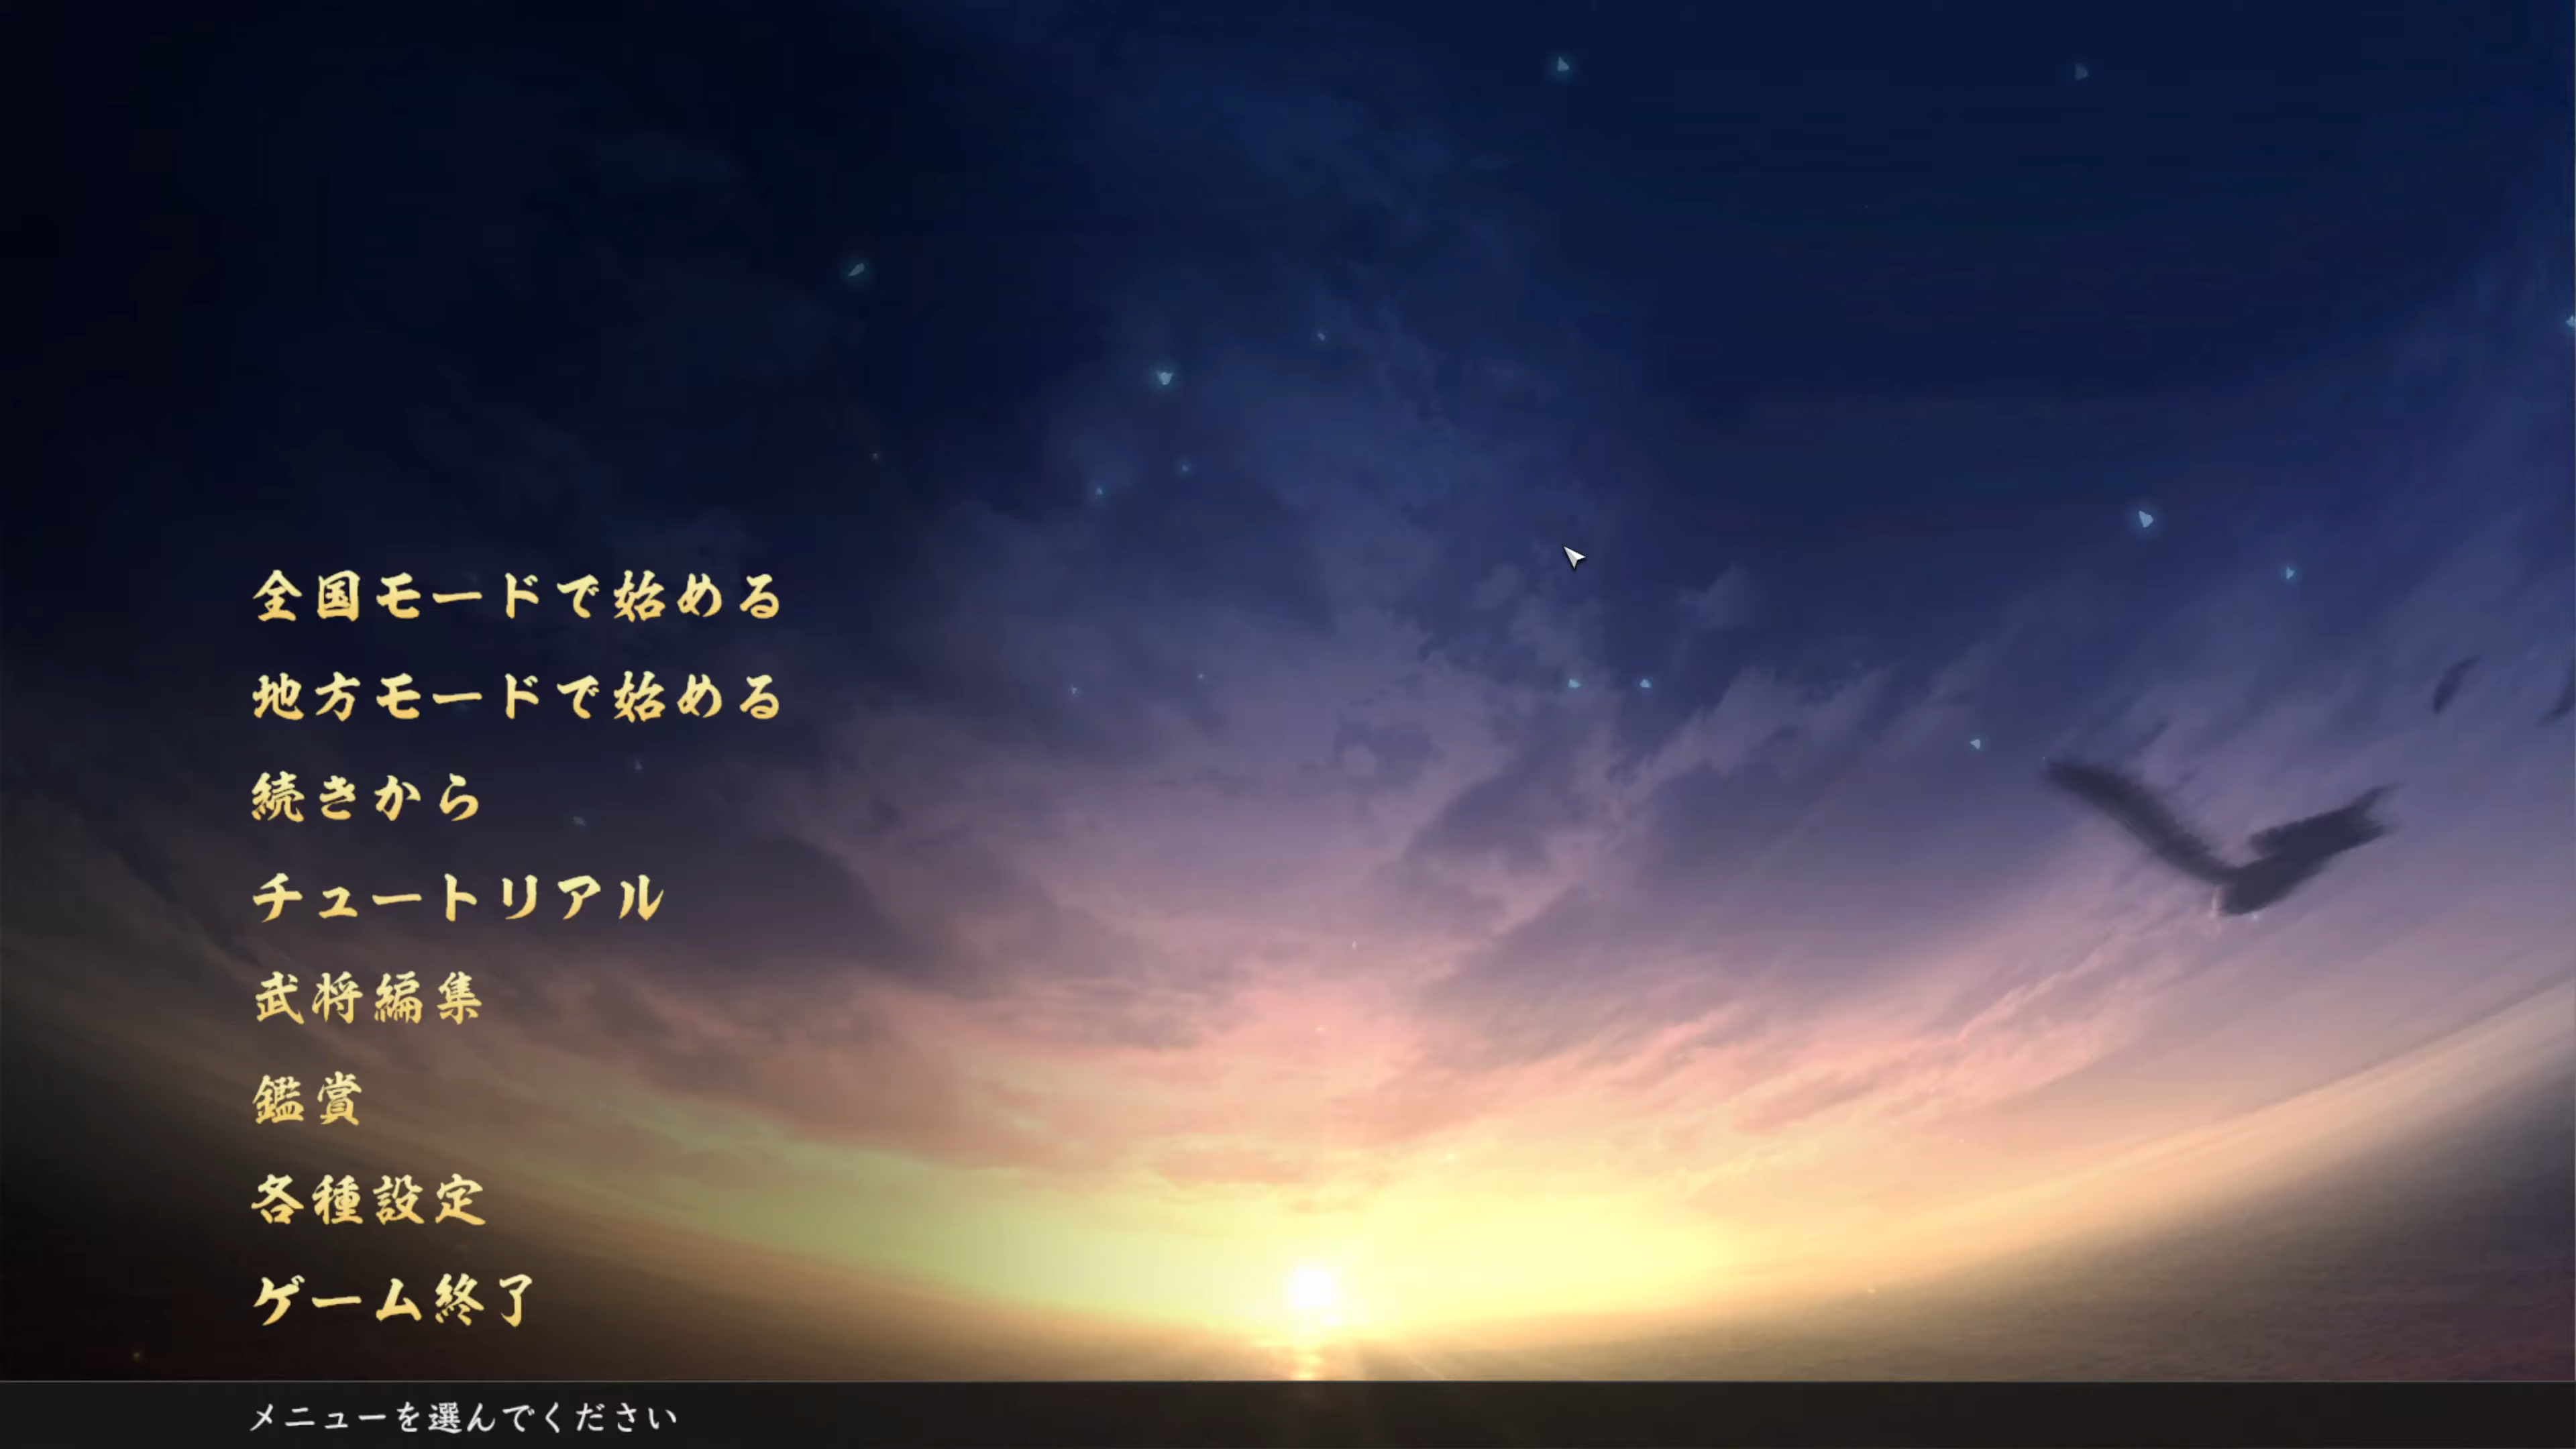 全国モードで始める
地方モードで始める
続きから
チュートリアル
武将編集
鑑賞
各種設定
ゲーム終了
メニューを選んでください